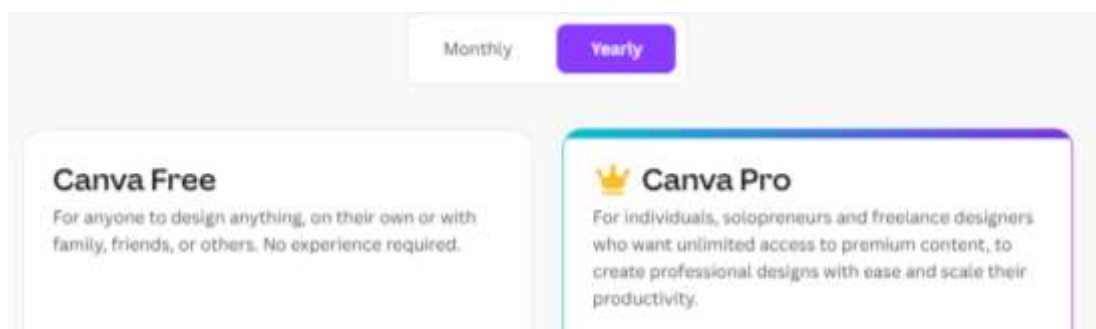 Monthly
Yearly
Canva Free
For anyone to design anything, on their own or with
family, friends, or others. No experience required.
Canva Pro
For individuals, solopreneurs and freelance designers
who want unlimited access to premium content, to
create professional designs with ease and scale their
productivity.